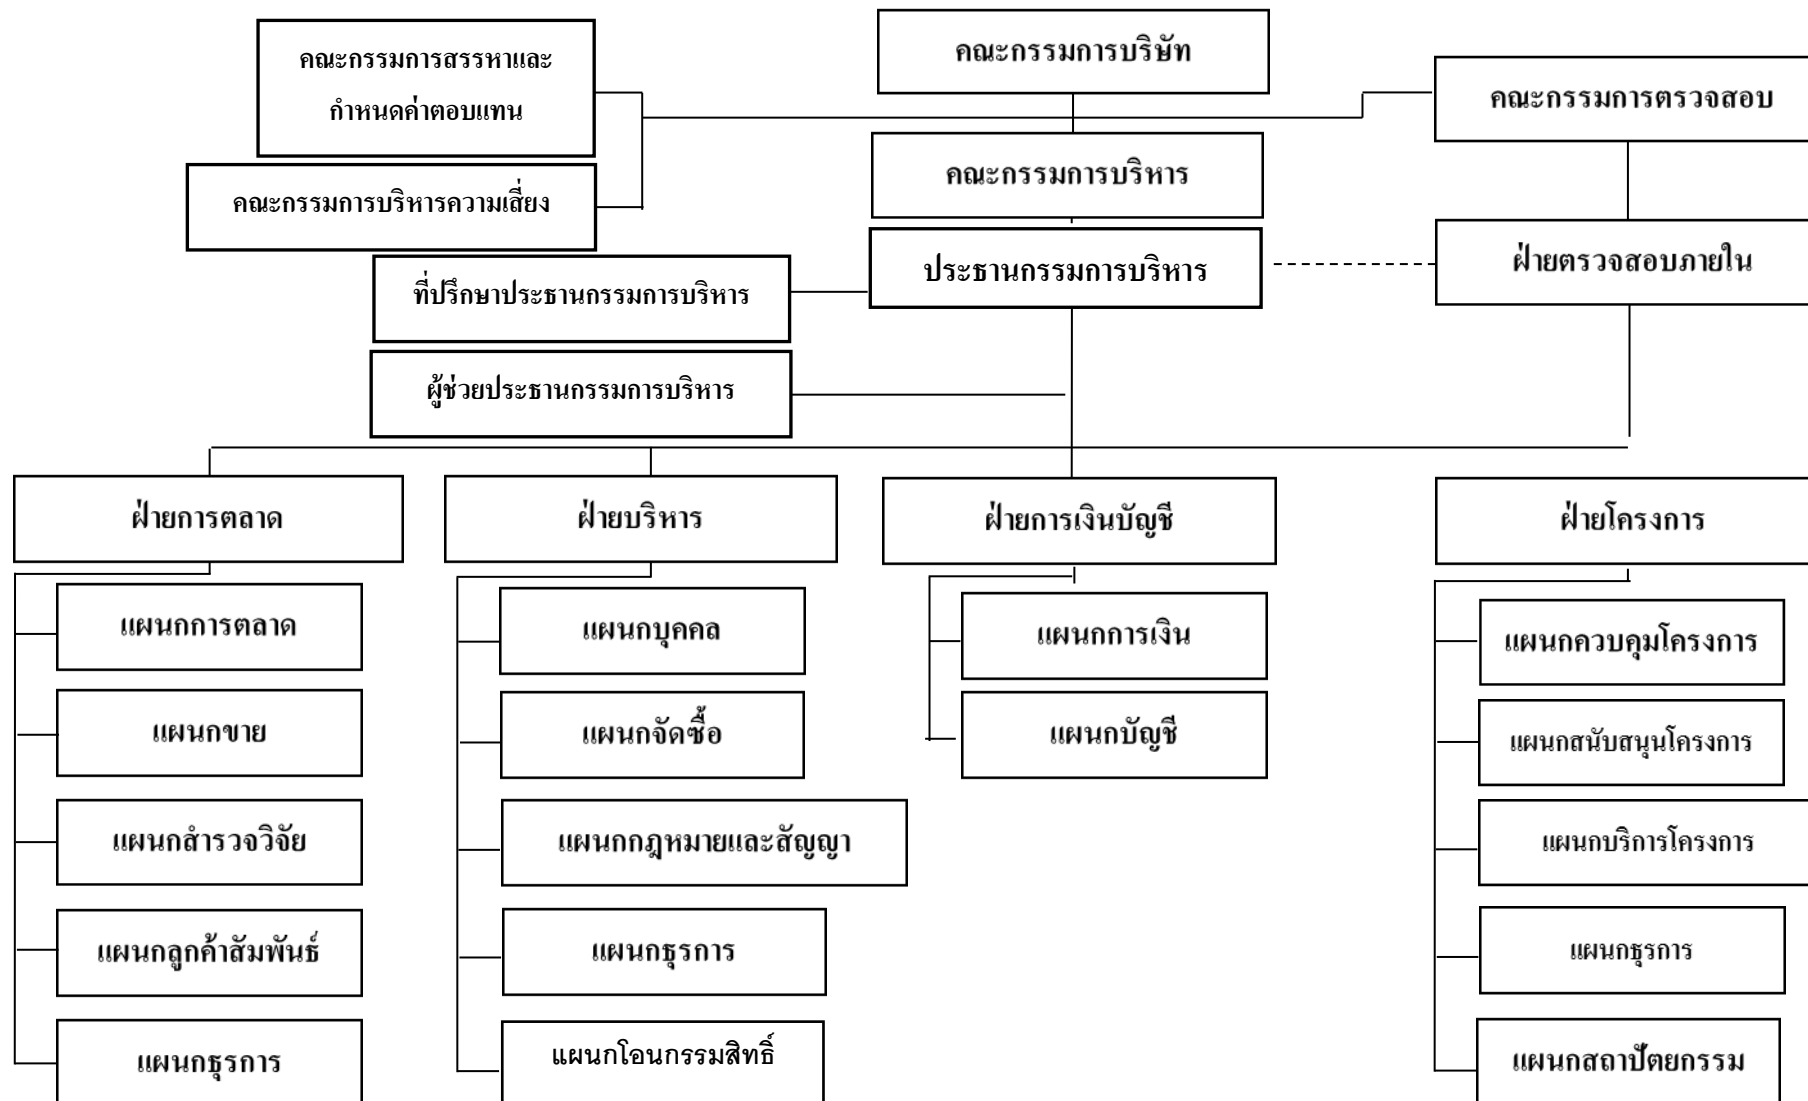 คณะกรรมการบริษัท
คณะกรรมการสรรหาและ
กำหนดค่าตอบแทน
คณะกรรมการตรวจสอบ
คณะกรรมการบริหาร
คณะกรรมการบริหารความเสี่ยง
ประธานกรรมการบริหาร
ฝ่ายตรวจสอบภายใน
ที่ปรึกษาประธานกรรมการบริหาร
ผู้ช่วยประธานกรรมการบริหาร
ฝ่ายการตลาด
แผนกการตลาด
แผนกขาย
แผนกสำรวจวิจัย
แผนกลูกค้าสัมพันธ์
แผนกธุรการ
ฝ่ายบริหาร
แผนกบุคคล
แผนกจัดซื้อ
แผนกกฎหมายและสัญญา
แผนกธุรการ
แผนกโอนกรรมสิทธิ์
ฝ่ายการเงินบัญชี
แผนกการเงิน
แผนกบัญชี
ฝ่ายโครงการ
แผนกควบคุมโครงการ
แผนกสนับสนุนโครงการ
แผนกบริการโครงการ
แผนกธุรการ
แผนกสถาปัตยกรรม